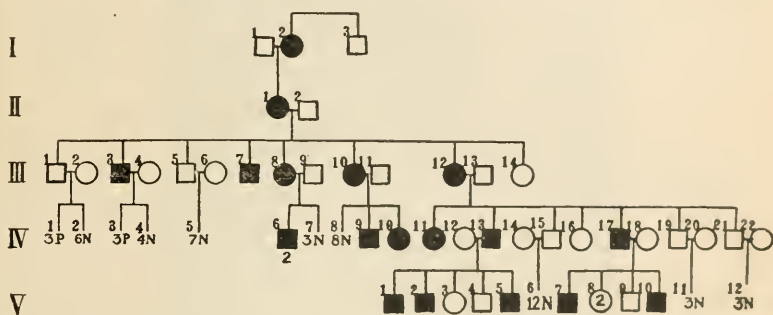 I 1 2 3
II 1 2
III 1 2 3 4 5 6 7 8 9 10 11 12 13 14
IV 1 2 3 4 5 6 7 8 9 10 11 12 13 14 15 16 17 18 19 20 21 22
3P 6N 3P 4N 7N 2 3N 8N
V 1 2 3 4 5 6 7 8 9 10 11 12
12N 2 3N 3N